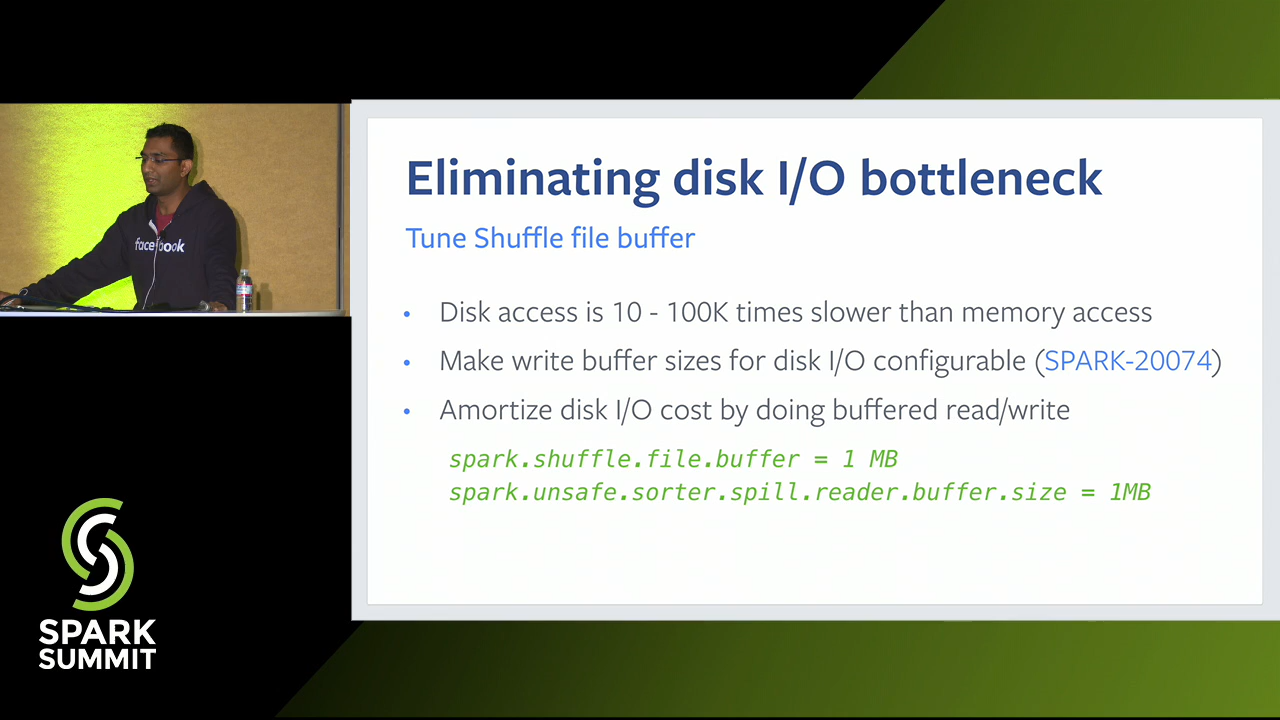 Eliminating disk I/O bottleneck
Tune Shuffle file buffer
• Disk access is 10 - 100K times slower than memory access
• Make write buffer sizes for disk I/O configurable (SPARK-20074)
• Amortize disk I/O cost by doing buffered read/write
spark.shuffle.file.buffer = 1 MB
spark.unsafe.sorter.spill.reader.buffer.size = 1MB
facebook
SPARK
SUMMIT